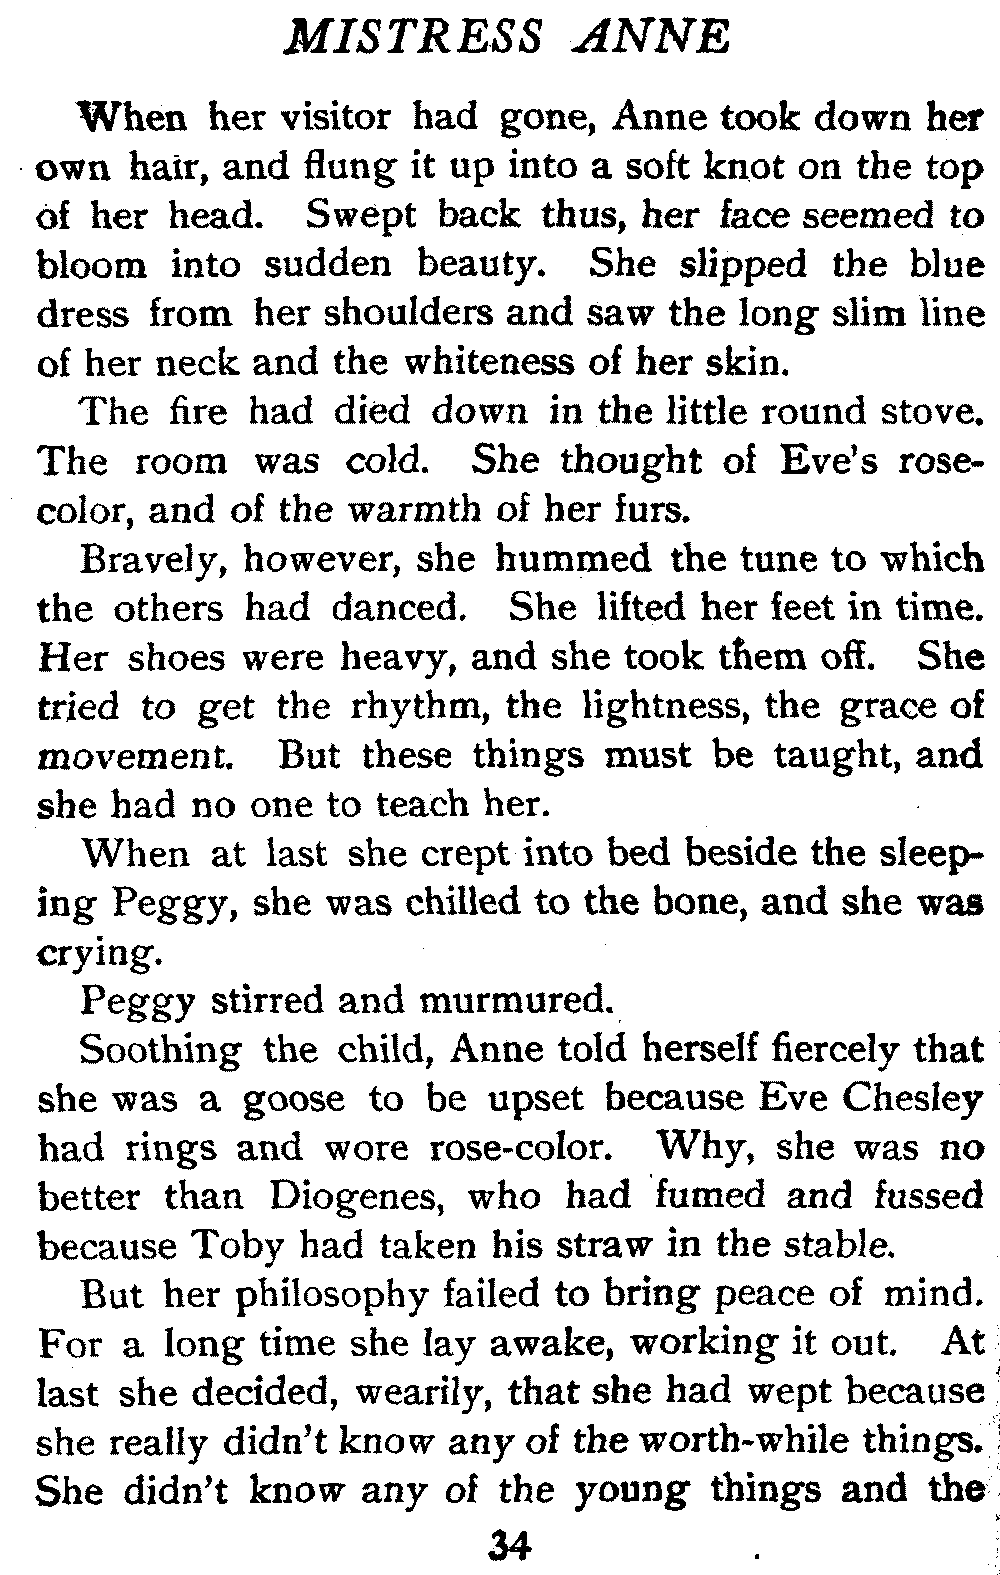 MISTRESS ANNE
When her visitor had gone, Anne took down her
own hair, and flung it up into a soft knot on the top
of her head. Swept back thus, her face seemed to
bloom into sudden beauty. She slipped the blue
dress from her shoulders and saw the long slim line
of her neck and the whiteness of her skin.
The fire had died down in the little round stove.
The room was cold. She thought of Eve's rose-
color, and of the warmth of her furs.
Bravely, however, she hummed the tune to which
the others had danced. She lifted her feet in time.
Her shoes were heavy, and she took them off. She
tried to get the rhythm, the lightness, the grace of
movement. But these things must be taught, and
she had no one to teach her.
When at last she crept into bed beside the sleep-
ing Peggy, she was chilled to the bone, and she was
crying.
Peggy stirred and murmured.
Soothing the child, Anne told herself fiercely that
she was a goose to be upset because Eve Chesley
had rings and wore rose-color. Why, she was no
better than Diogenes, who had fumed and fussed
because Toby had taken his straw in the stable.
But her philosophy failed to bring peace of mind.
For a long time she lay awake, working it out. At
last she decided, wearily, that she had wept because
she really didn't know any of the worth-while things.
She didn't know any of the young things and the
34